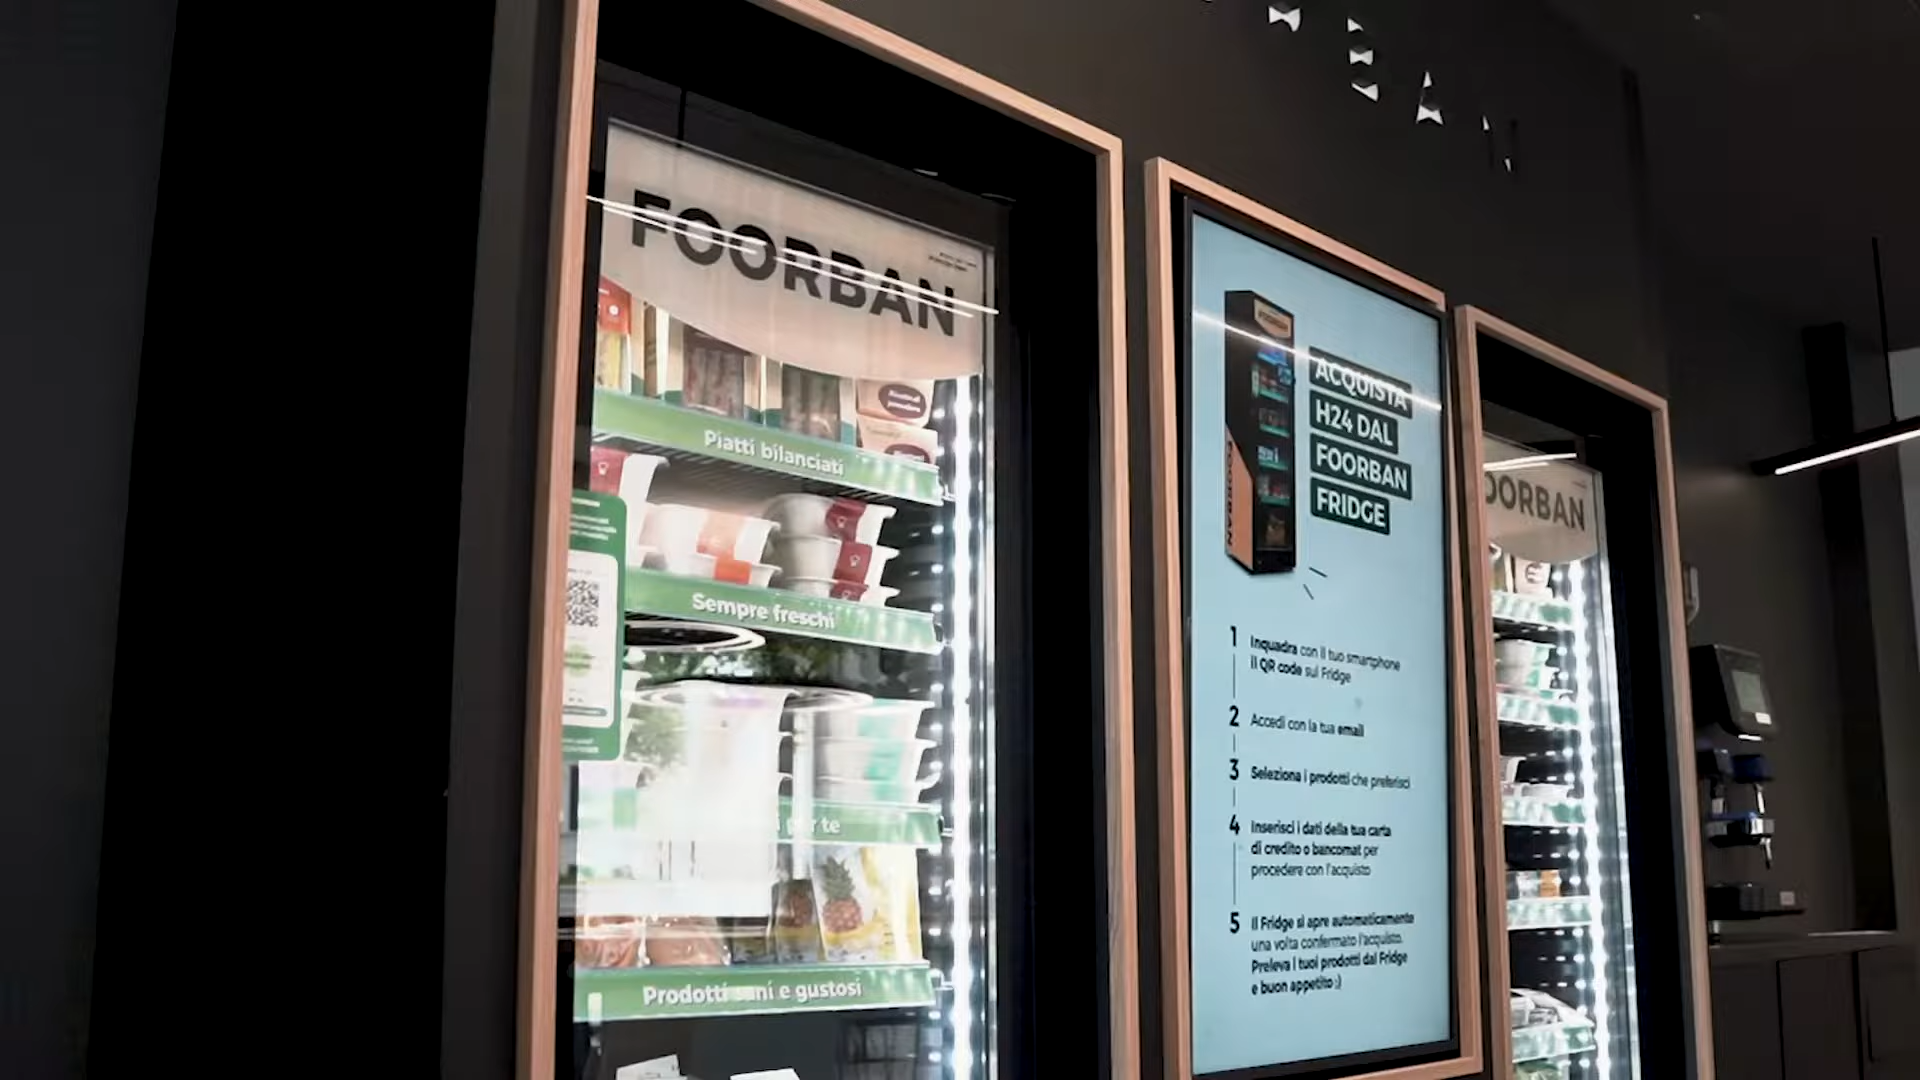 FOORBAN
Piatti bilanciati
Sempre freschi
te
Prodotti sani e gustosi
ACQUISTA
H24 DAL
FOORBAN
FRIDGE
FOORBAN
1 Inquadra con il tuo smartphone
il QR code sul Fridge
2 Accedi con la tua email
3 Seleziona i prodotti che preferisci
4 Inserisci i dati della tua carta
di credito o bancomat per
procedere con l'acquisto
5 Il Fridge si apre automaticamente
una volta confermato l'acquisto.
Preleva i tuoi prodotti dal Fridge
e buon appetito :)
OORBAN